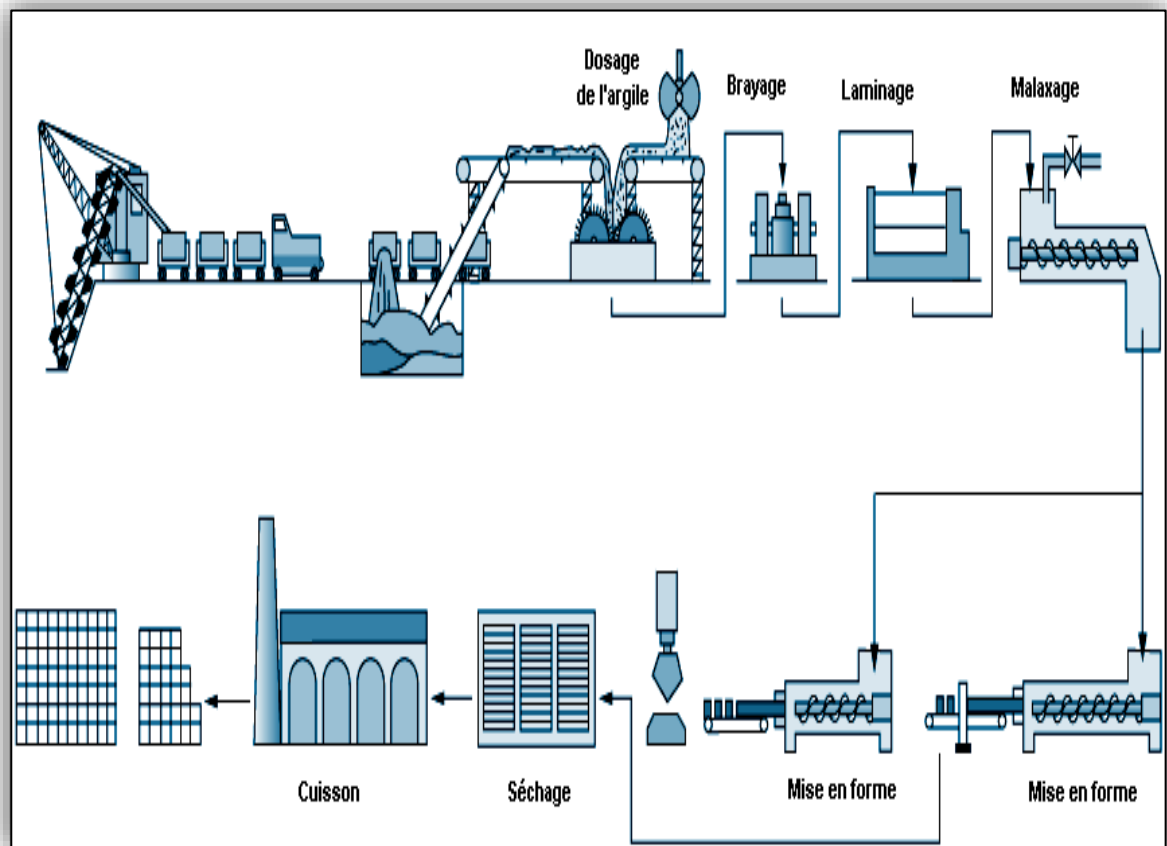 Dosage
de l'argile
Brayage
Laminage
Malaxage
Cuisson
Séchage
Mise en forme
Mise en forme